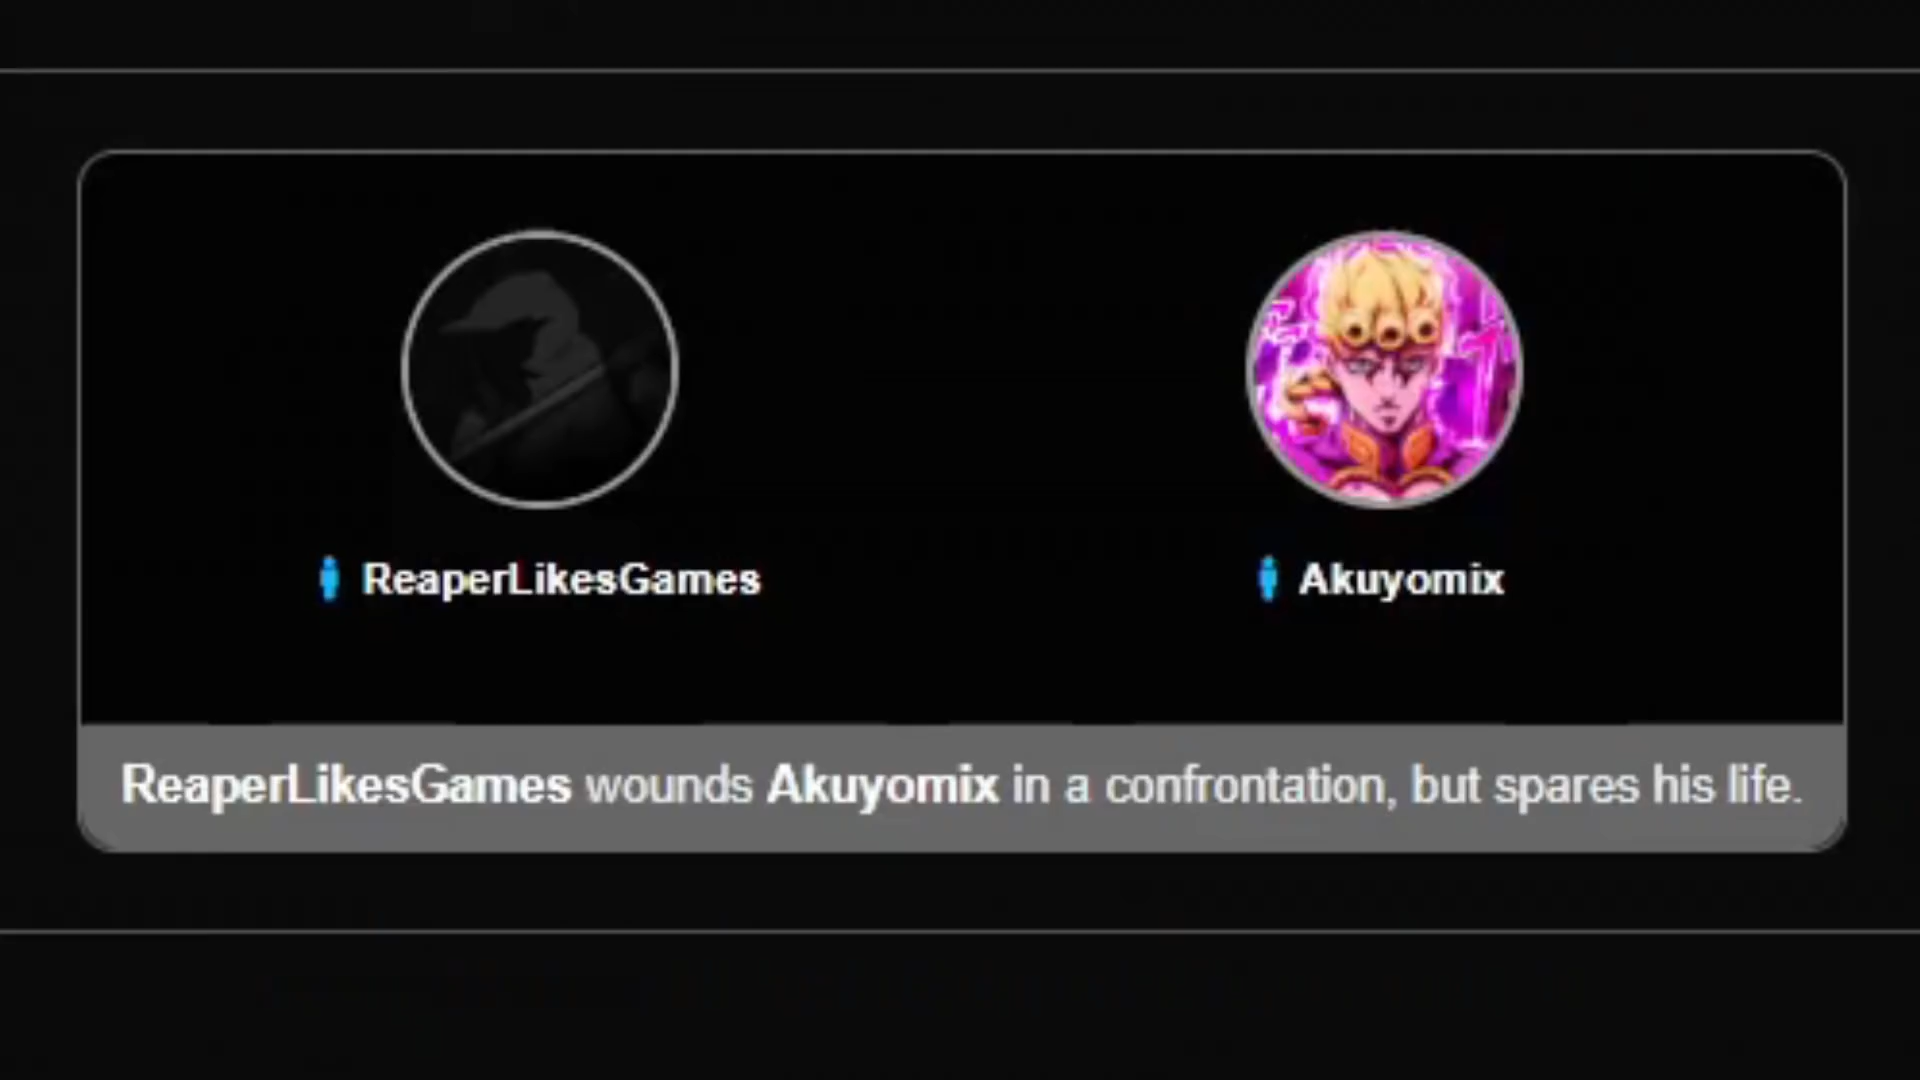 ReaperLikesGames
Akuyomix
ReaperLikesGames wounds Akuyomix in a confrontation, but spares his life.